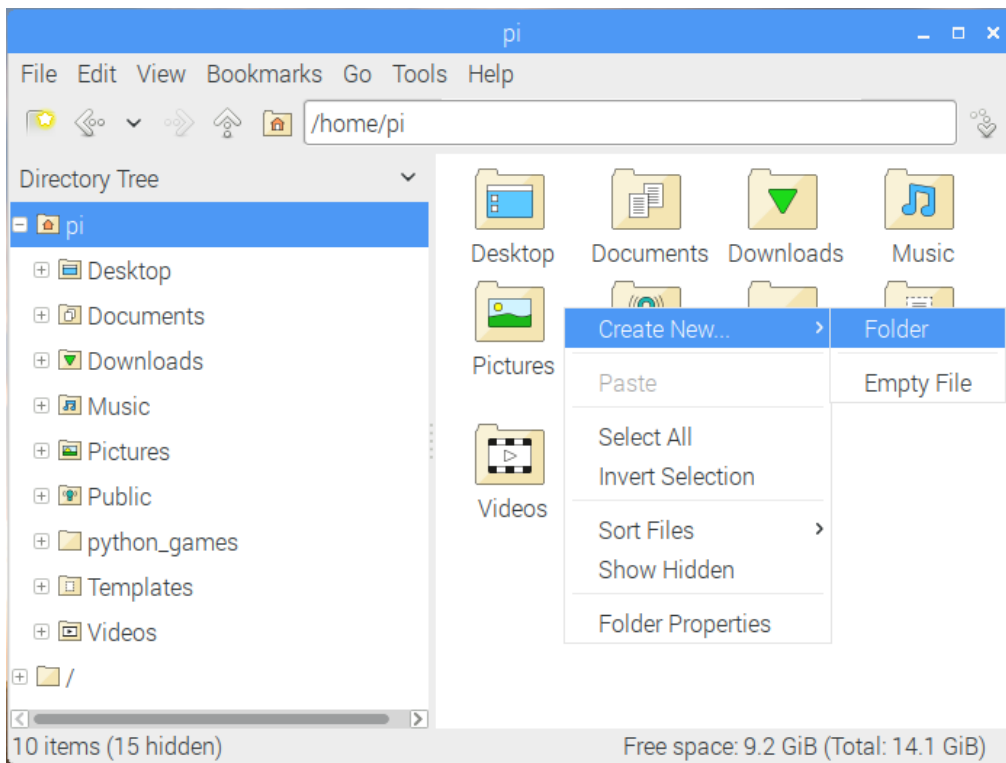 pi
File Edit View Bookmarks Go Tools Help
/home/pi
Directory Tree
pi
Desktop
Documents
Downloads
Music
Pictures
Public
python_games
Templates
Videos
/
Desktop Documents Downloads Music
Pictures
Videos
Create New...
Paste
Select All
Invert Selection
Sort Files
Show Hidden
Folder Properties
Folder
Empty File
10 items (15 hidden)
Free space: 9.2 GiB (Total: 14.1 GiB)